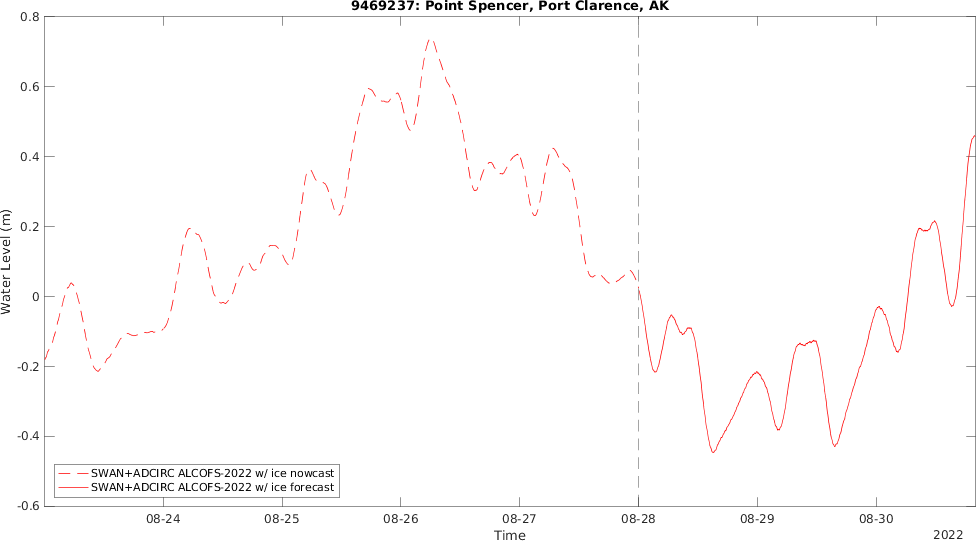 9469237: Point Spencer, Port Clarence, AK
0.8
0.6
0.4
0.2
0
-0.2
-0.4
-0.6
Water Level (m)
SWAN+ADCIRC ALCOFS-2022 w/ ice nowcast
SWAN+ADCIRC ALCOFS-2022 w/ ice forecast
08-24 08-25 08-26 08-27 08-28 08-29 08-30
Time
2022